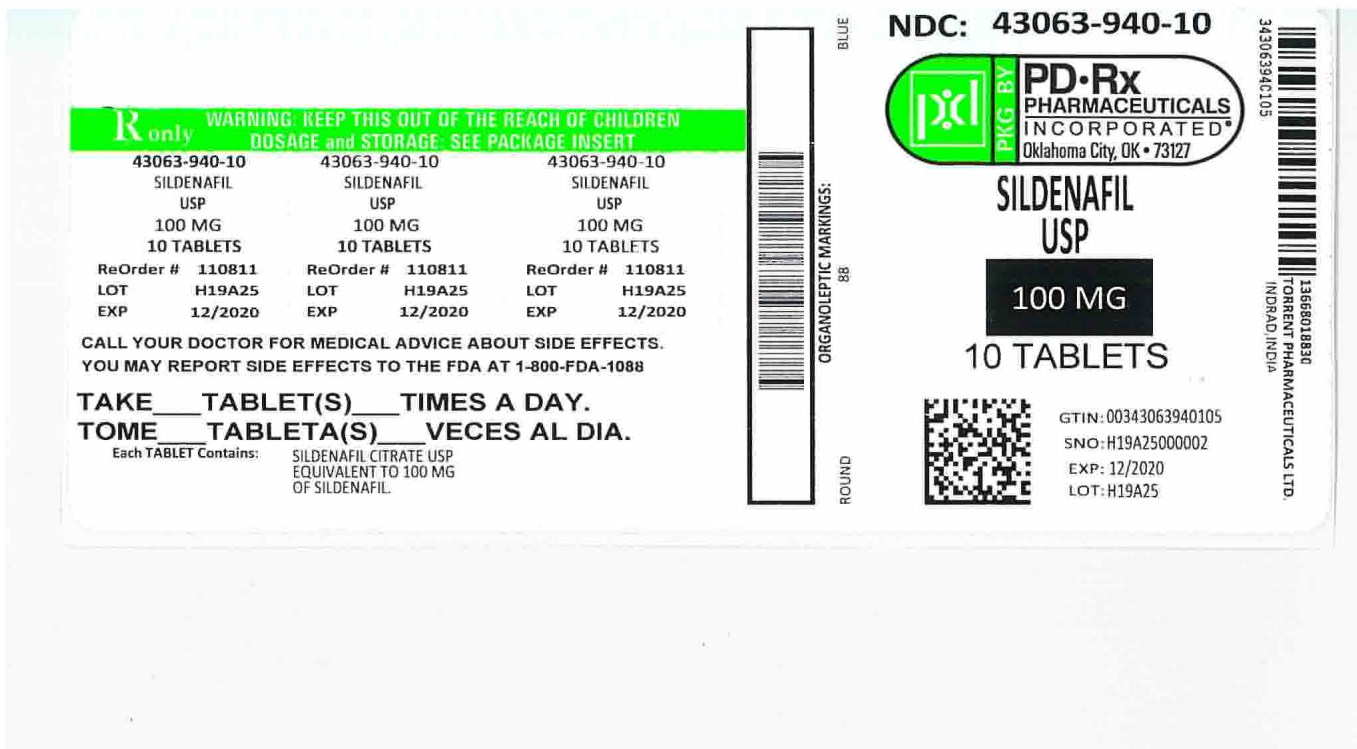 ℞ only
WARNING: KEEP THIS OUT OF THE REACH OF CHILDREN
DOSAGE and STORAGE: SEE PACKAGE INSERT
43063-940-10 43063-940-10 43063-940-10
SILDENAFIL SILDENAFIL SILDENAFIL
USP USP USP
100 MG 100 MG 100 MG
10 TABLETS 10 TABLETS 10 TABLETS
ReOrder # 110811 ReOrder # 110811 ReOrder # 110811
LOT H19A25 LOT H19A25 LOT H19A25
EXP 12/2020 EXP 12/2020 EXP 12/2020
CALL YOUR DOCTOR FOR MEDICAL ADVICE ABOUT SIDE EFFECTS.
YOU MAY REPORT SIDE EFFECTS TO THE FDA AT 1-800-FDA-1088
TAKE___TABLET(S)___TIMES A DAY.
TOME___TABLETA(S)___VECES AL DIA.
Each TABLET Contains: SILDENAFIL CITRATE USP
EQUIVALENT TO 100 MG
OF SILDENAFIL.
ORGANOLEPTIC MARKINGS:
ROUND 88 BLUE
NDC: 43063-940-10
pd
PKG BY
PD•Rx
PHARMACEUTICALS
INCORPORATED®
Oklahoma City, OK • 73127
SILDENAFIL
USP
100 MG
10 TABLETS
GTIN: 00343063940105
SNO: H19A25000002
EXP: 12/2020
LOT: H19A25
343063940105
13668018830
TORRENT PHARMACEUTICALS LTD.
INDRAD, INDIA